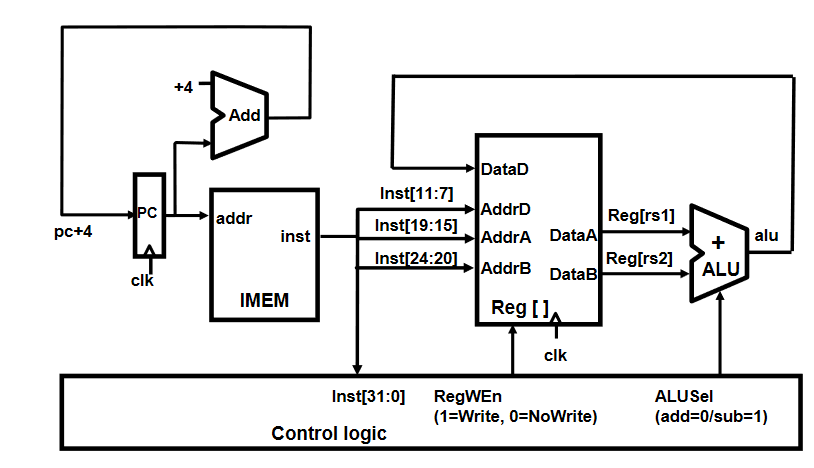 +4
Add
pc+4
PC
clk
addr
inst
IMEM
Inst[11:7]
Inst[19:15]
Inst[24:20]
DataD
AddrD
AddrA
AddrB
DataA
DataB
Reg [ ]
clk
Reg[rs1]
Reg[rs2]
+
ALU
alu
Inst[31:0]
RegWEn
(1=Write, 0=NoWrite)
ALUSel
(add=0/sub=1)
Control logic